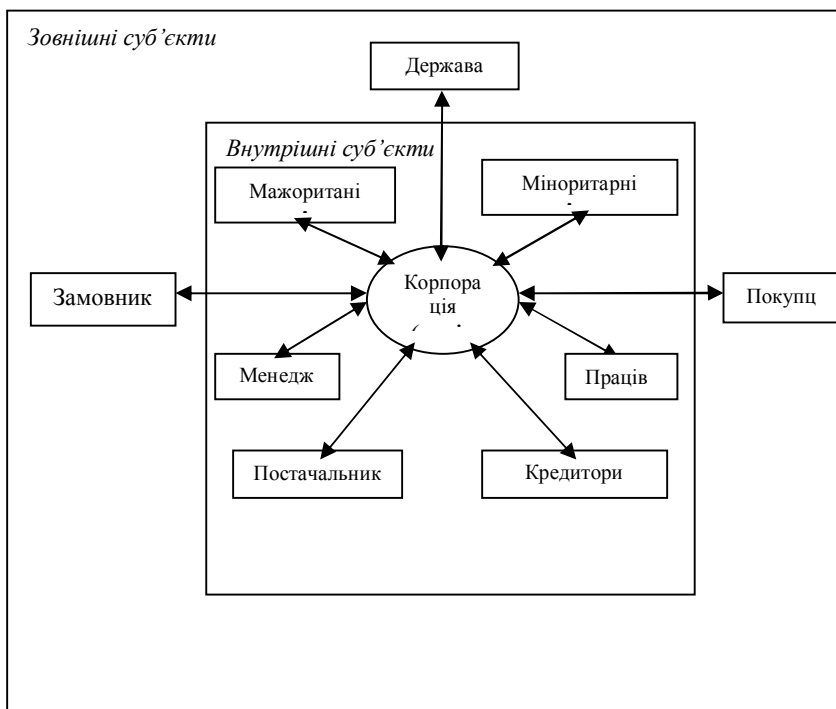 Зовнішні суб’єкти
Держава
Внутрішні суб’єкти
Мажоритані
Міноритарні
Корпора
ція
Замовник
Покупц
Менедж
Праців
Постачальник
Кредитори